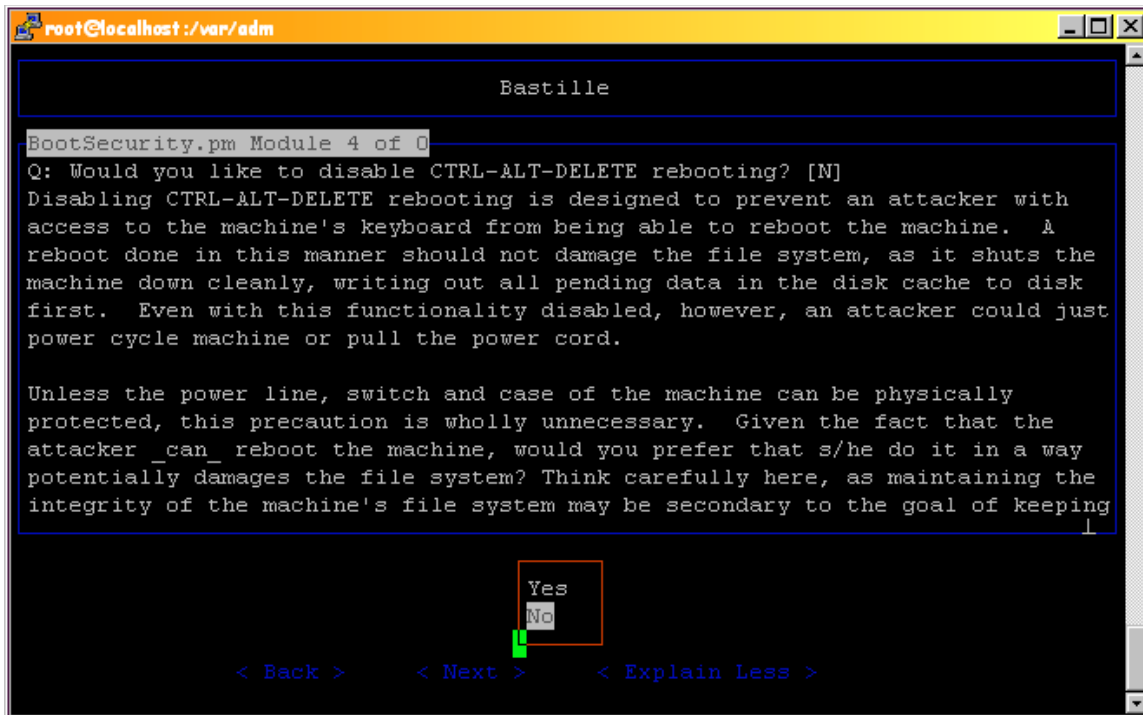 root@localhost:/var/adm
Bastille
BootSecurity.pm Module 4 of 0
Q: Would you like to disable CTRL-ALT-DELETE rebooting? [N]
Disabling CTRL-ALT-DELETE rebooting is designed to prevent an attacker with
access to the machine's keyboard from being able to reboot the machine.  A
reboot done in this manner should not damage the file system, as it shuts the
machine down cleanly, writing out all pending data in the disk cache to disk
first.  Even with this functionality disabled, however, an attacker could just
power cycle machine or pull the power cord.
Unless the power line, switch and case of the machine can be physically
protected, this precaution is wholly unnecessary.  Given the fact that the
attacker _can_ reboot the machine, would you prefer that s/he do it in a way
potentially damages the file system? Think carefully here, as maintaining the
integrity of the machine's file system may be secondary to the goal of keeping
Yes
No
< Back > < Next > < Explain Less >